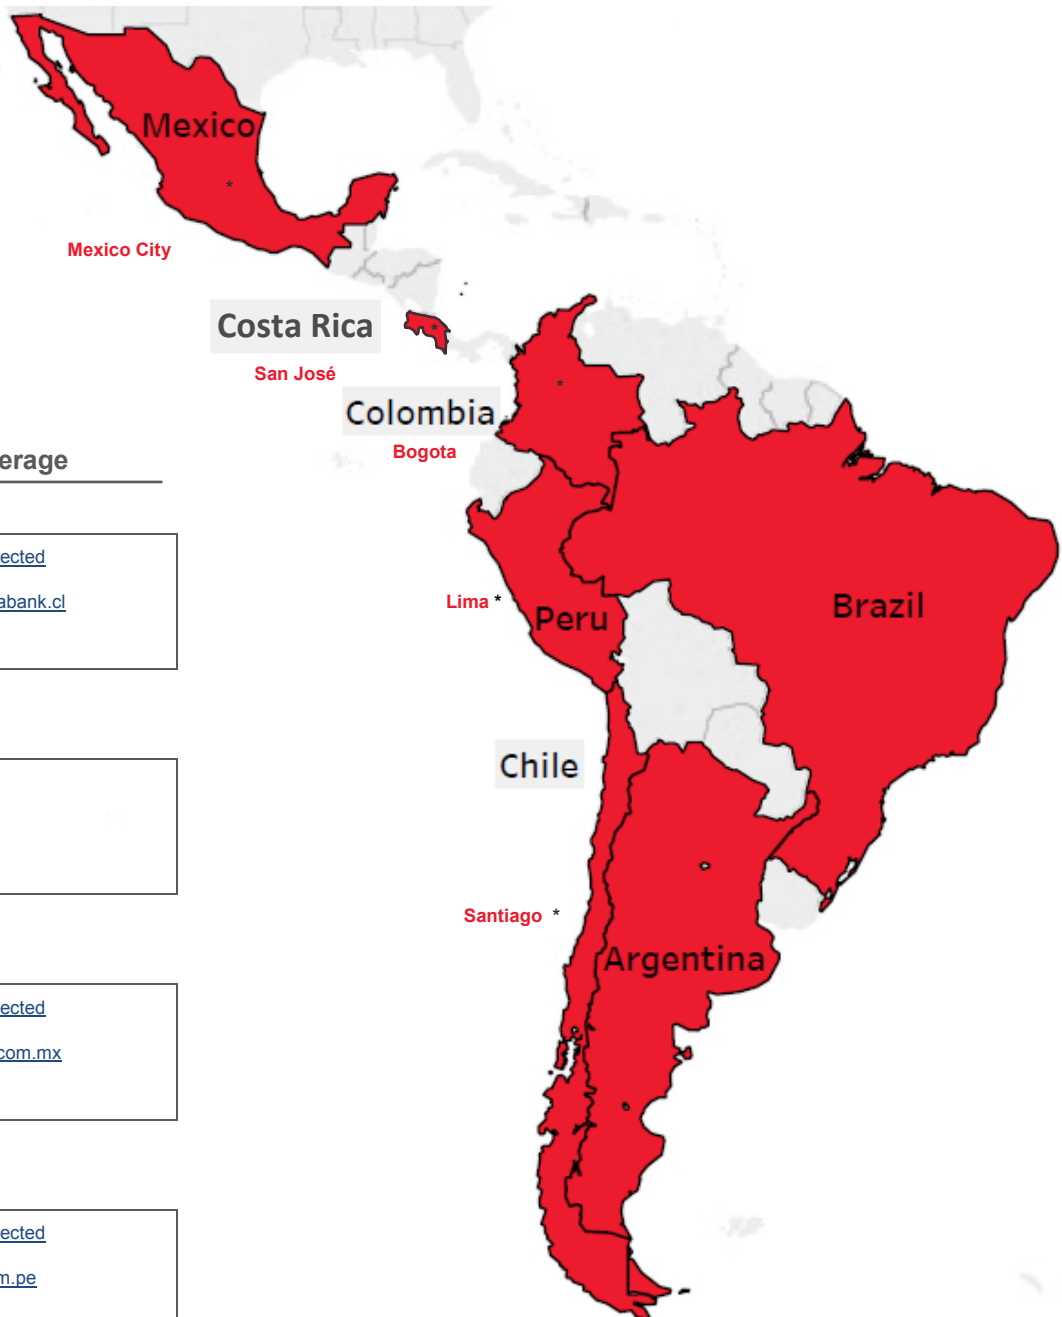 Mexico
*
Mexico City
Costa Rica
*
San José
Colombia
*
Bogota
erage
ected
abank.cl
Lima *
Peru
Brazil
Chile
Santiago *
Argentina
ected
com.mx
ected
m.pe